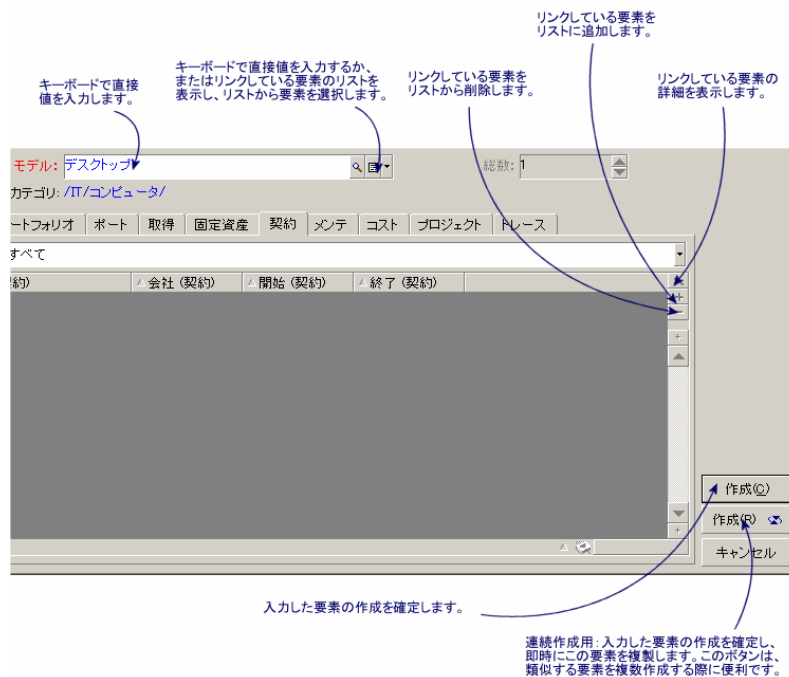 リンクしている要素を
リストに追加します。
キーボードで直接値を入力するか、
またはリンクしている要素のリストを
表示し、リストから要素を選択します。
キーボードで直接
値を入力します。
リンクしている要素を
リストから削除します。
リンクしている要素の
詳細を表示します。
モデル: デスクトップ 総数: 1
カテゴリ: /IT/コンピュータ/
ートフォリオ ポート 取得 固定資産 契約 メンテ コスト プロジェクト トレース
すべて
約) 会社 (契約) 開始 (契約) 終了 (契約)
作成(C)
作成(R)
キャンセル
入力した要素の作成を確定します。
連続作成用:入力した要素の作成を確定し、
即時にこの要素を複製します。このボタンは、
類似する要素を複数作成する際に便利です。